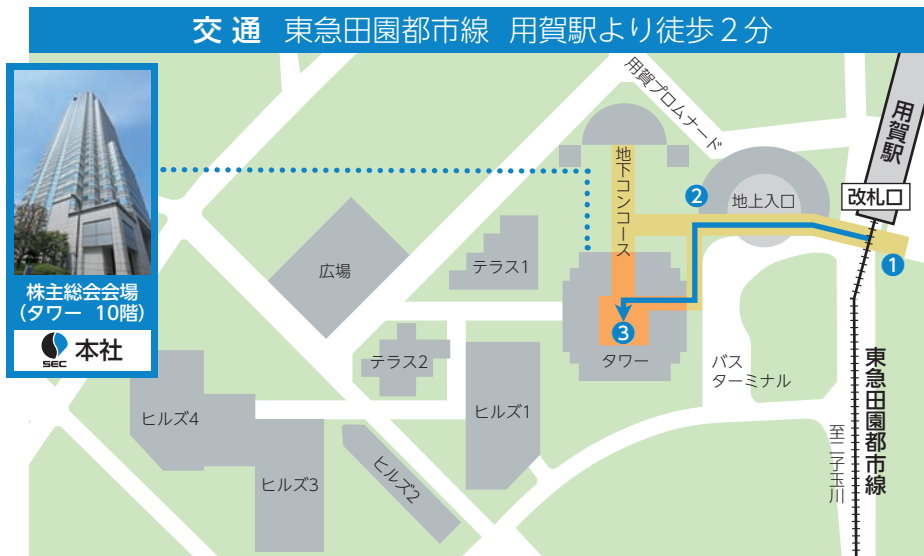 交通 東急田園都市線 用賀駅より徒歩2分
株主総会会場
(タワー 10階)
SEC 本社
用賀プロムナード
用賀駅
改札口
地下コンコース
2
地上入口
1
広場
テラス1
3
タワー
テラス2
バス
ターミナル
東急田園都市線
至二子玉川
ヒルズ4
ヒルズ1
ヒルズ3
ヒルズ2